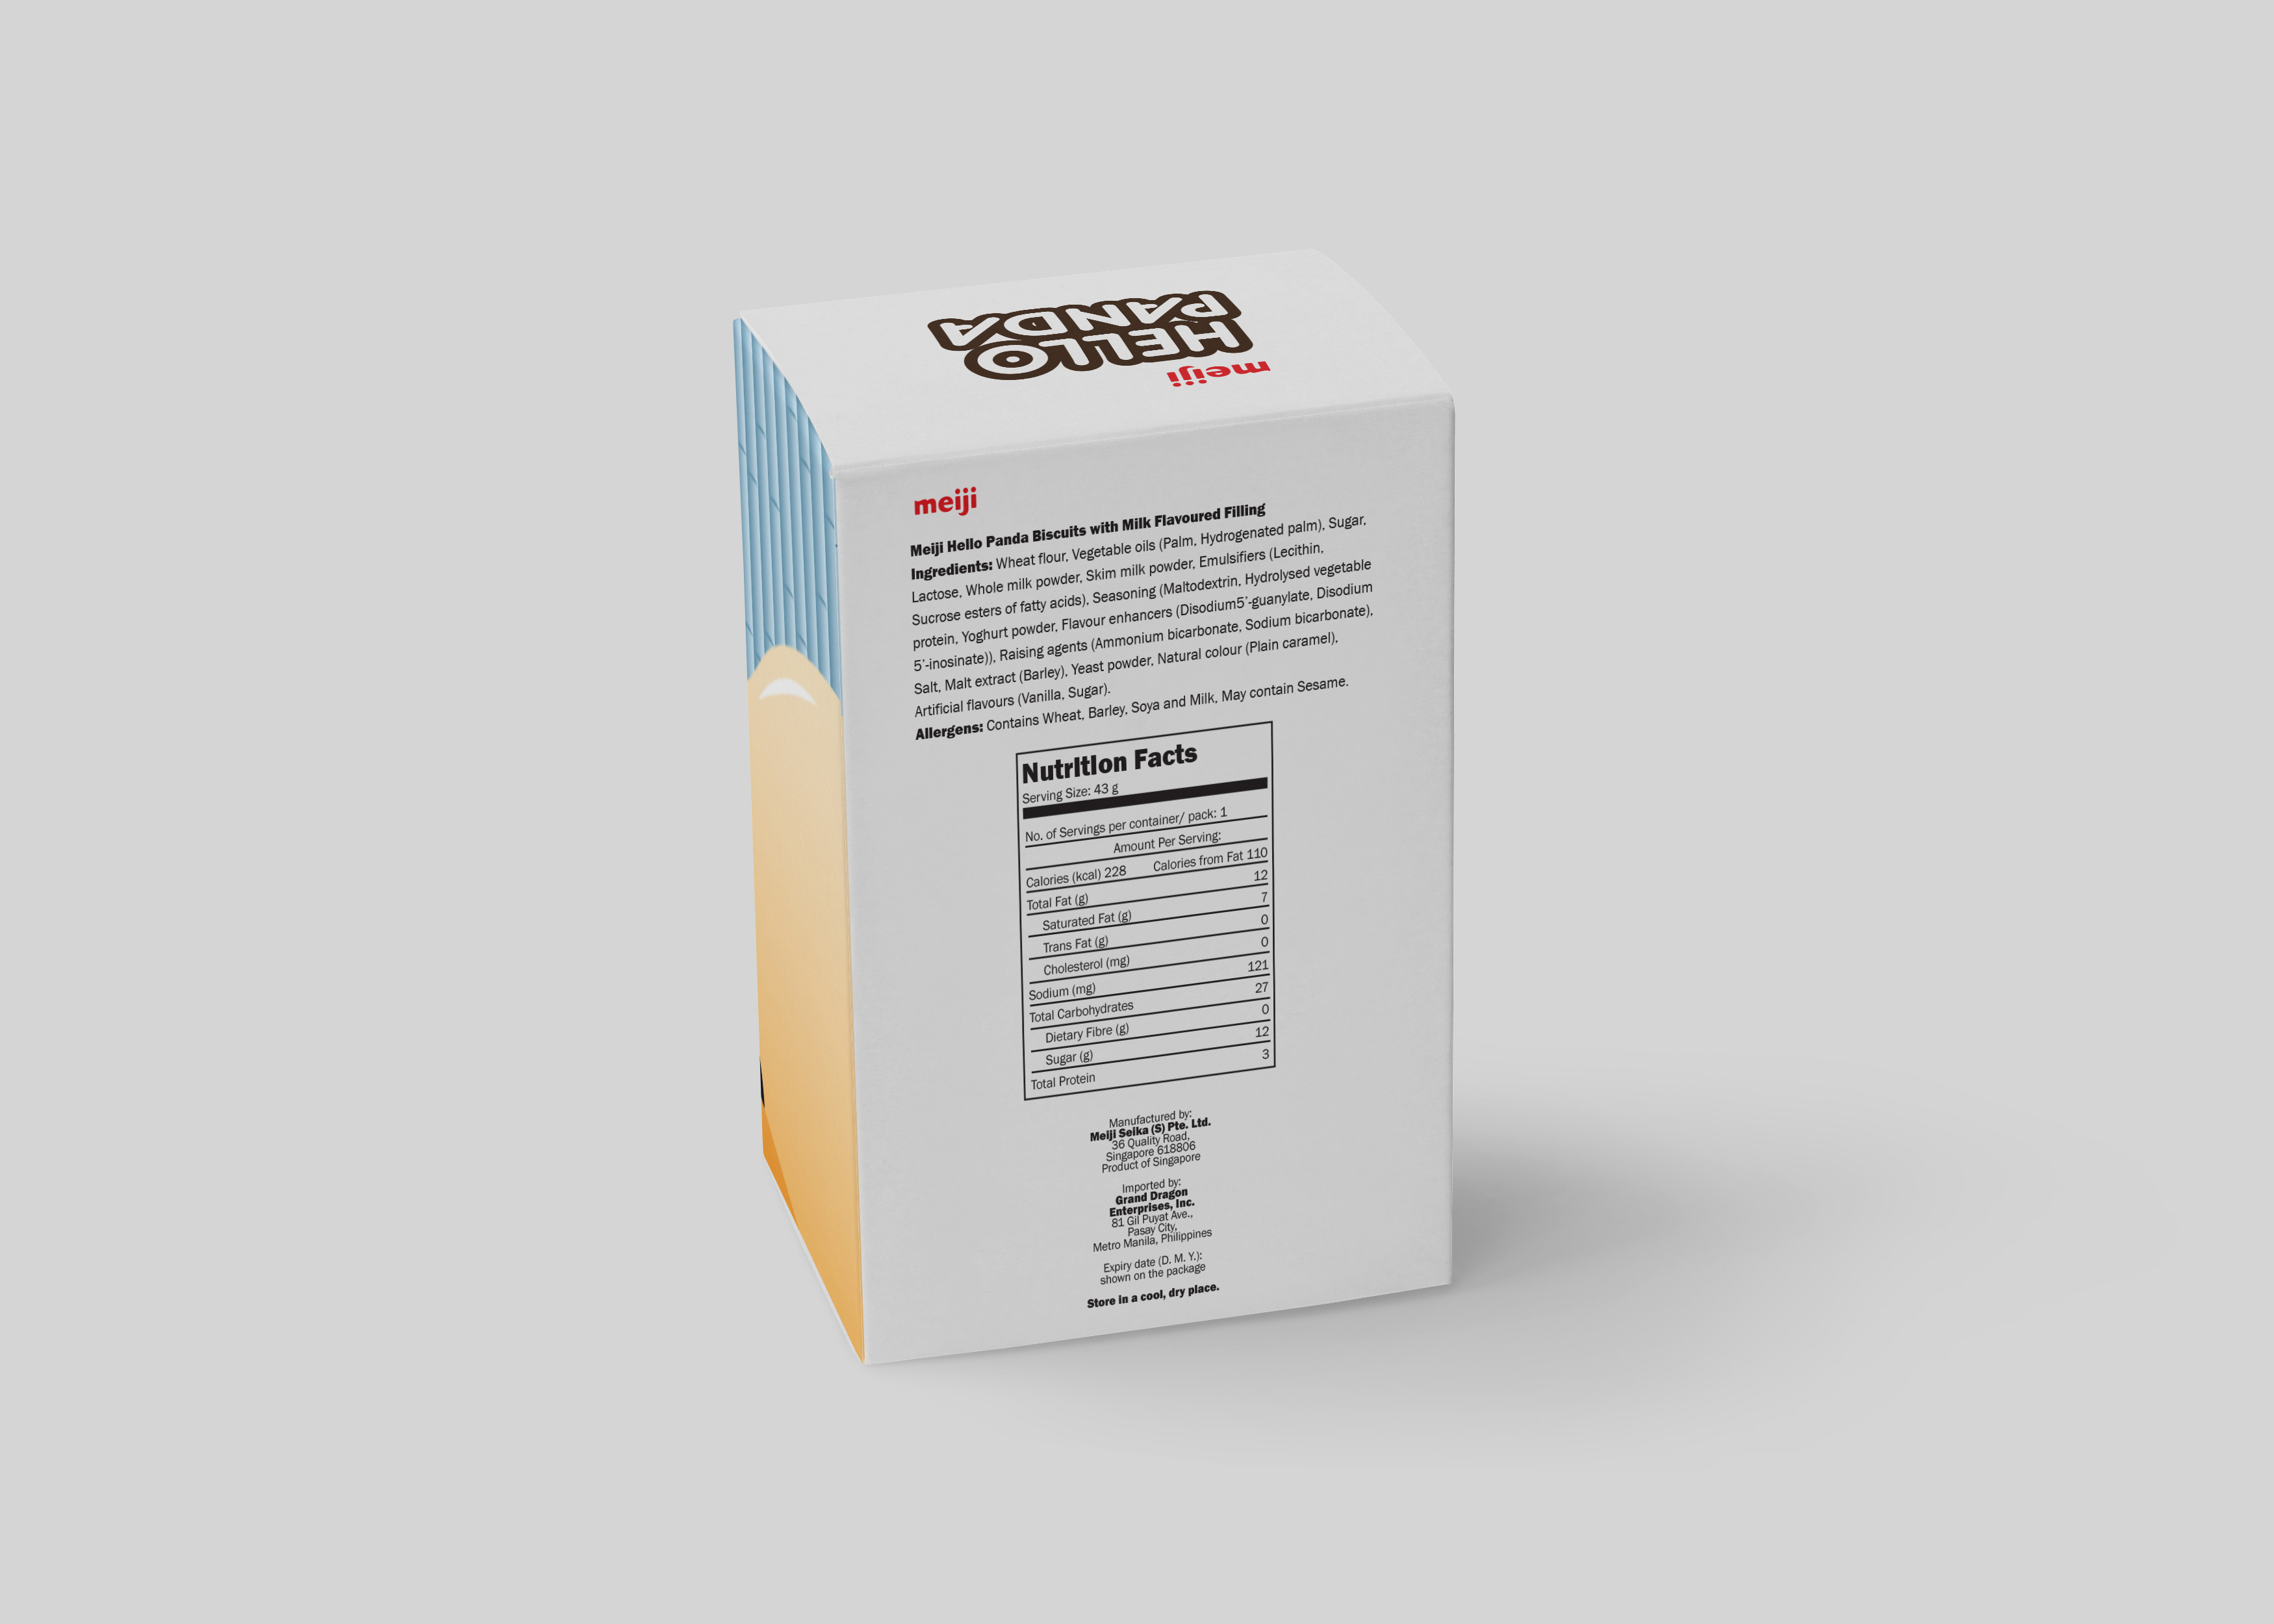 HELLO
PANDA
meiji
meiji
Meiji Hello Panda Biscuits with Milk Flavoured Filling
Ingredients: Wheat flour, Vegetable oils (Palm, Hydrogenated palm), Sugar,
Lactose, Whole milk powder, Skim milk powder, Emulsifiers (Lecithin,
Sucrose esters of fatty acids), Seasoning (Maltodextrin, Hydrolysed vegetable
protein, Yoghurt powder, Flavour enhancers (Disodium5'-guanylate, Disodium
5'-inosinate)), Raising agents (Ammonium bicarbonate, Sodium bicarbonate),
Salt, Malt extract (Barley), Yeast powder, Natural colour (Plain caramel),
Artificial flavours (Vanilla, Sugar).
Allergens: Contains Wheat, Barley, Soya and Milk, May contain Sesame.
NutrItIon Facts
Serving Size: 43 g
No. of Servings per container/ pack: 1
Amount Per Serving:
Calories (kcal) 228 Calories from Fat 110
Total Fat (g) 12
Saturated Fat (g) 7
Trans Fat (g) 0
Cholesterol (mg) 0
Sodium (mg) 121
Total Carbohydrates 27
Dietary Fibre (g) 0
Sugar (g) 12
Total Protein 3
Manufactured by:
Meiji Seika (S) Pte. Ltd.
36 Quality Road,
Singapore 618806
Product of Singapore
Imported by:
Grand Dragon
Enterprises, Inc.
81 Gil Puyat Ave.,
Pasay City,
Metro Manila, Philippines
Expiry date (D. M. Y.):
shown on the package
Store in a cool, dry place.